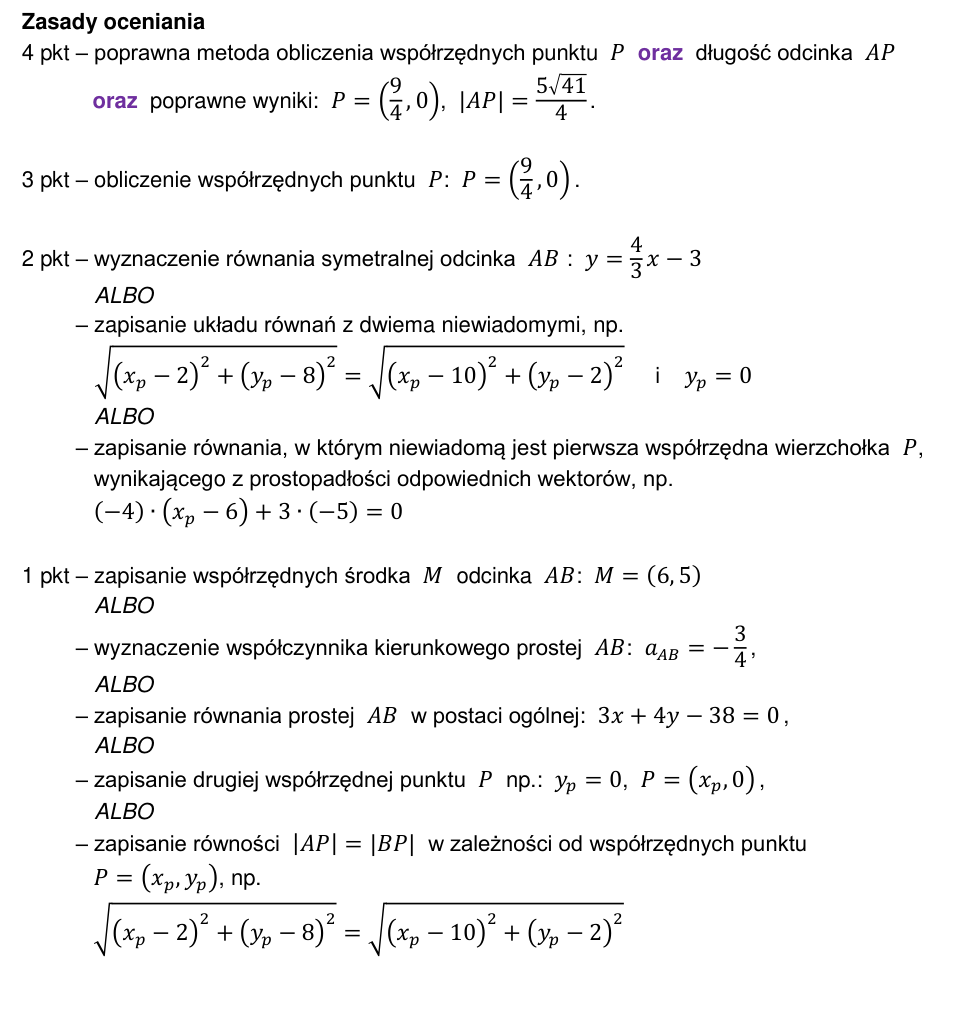 Zasady oceniania
4 pkt – poprawna metoda obliczenia współrzędnych punktu P oraz długość odcinka AP
oraz poprawne wyniki: P = (9/4, 0), |AP| = 5√41/4.
3 pkt – obliczenie współrzędnych punktu P: P = (9/4, 0).
2 pkt – wyznaczenie równania symetralnej odcinka AB : y = 4/3 x − 3
ALBO
– zapisanie układu równań z dwiema niewiadomymi, np.
√((x_p − 2)² + (y_p − 8)²) = √((x_p − 10)² + (y_p − 2)²) i y_p = 0
ALBO
– zapisanie równania, w którym niewiadomą jest pierwsza współrzędna wierzchołka P,
wynikającego z prostopadłości odpowiednich wektorów, np.
(−4) · (x_p − 6) + 3 · (−5) = 0
1 pkt – zapisanie współrzędnych środka M odcinka AB: M = (6, 5)
ALBO
– wyznaczenie współczynnika kierunkowego prostej AB: a_AB = −3/4,
ALBO
– zapisanie równania prostej AB w postaci ogólnej: 3x + 4y − 38 = 0,
ALBO
– zapisanie drugiej współrzędnej punktu P np.: y_p = 0, P = (x_p, 0),
ALBO
– zapisanie równości |AP| = |BP| w zależności od współrzędnych punktu
P = (x_p, y_p), np.
√((x_p − 2)² + (y_p − 8)²) = √((x_p − 10)² + (y_p − 2)²)